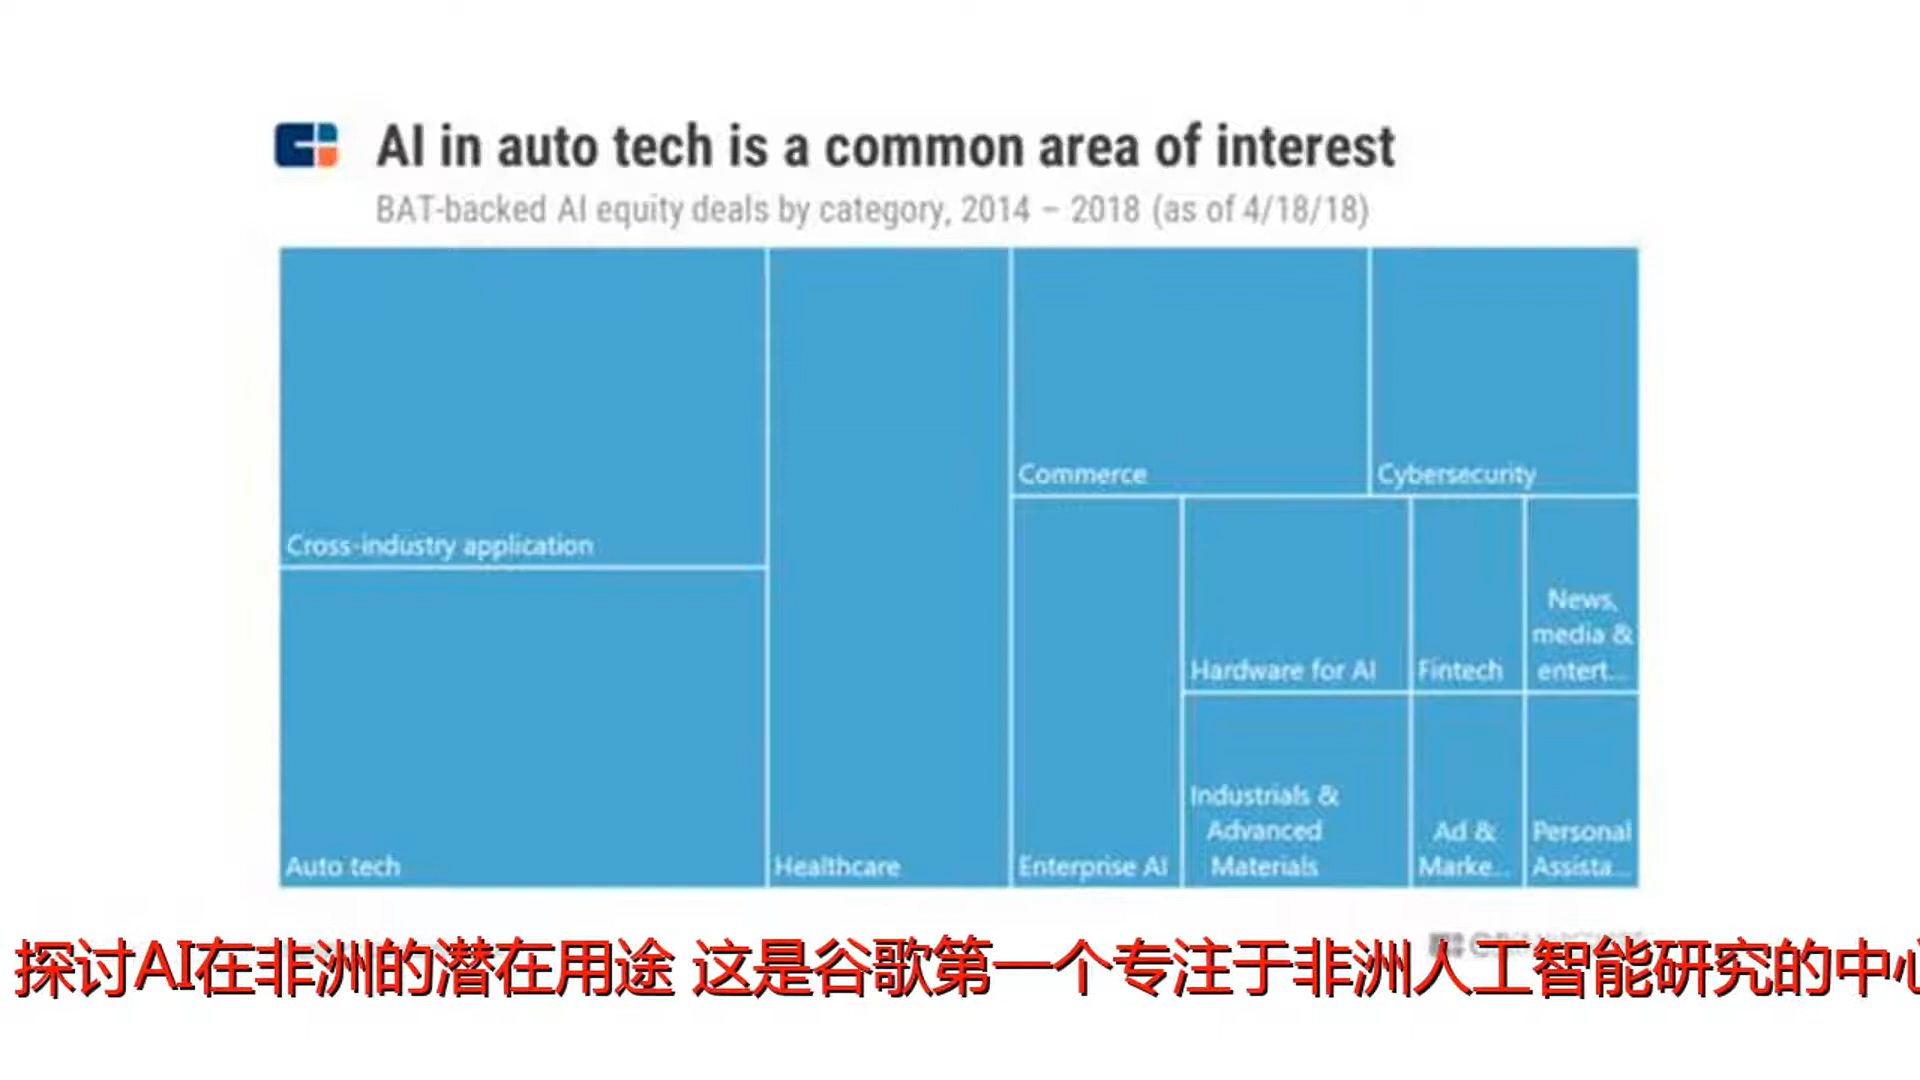 AI in auto tech is a common area of interest
BAT-backed AI equity deals by category, 2014 – 2018 (as of 4/18/18)
Cross-industry application
Auto tech
Healthcare
Commerce
Cybersecurity
Enterprise AI
Hardware for AI
Fintech
News,
media &
entert...
Industrials &
Advanced
Materials
Ad &
Marke...
Personal
Assista...
探讨AI在非洲的潜在用途 这是谷歌第一个专注于非洲人工智能研究的中心